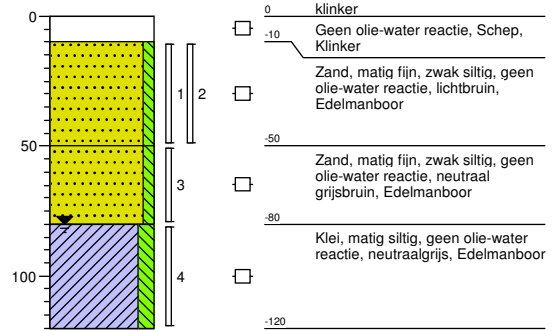 0
50
100
1
2
3
4
0
klinker
Geen olie-water reactie, Schep,
Klinker
-10
Zand, matig fijn, zwak siltig, geen
olie-water reactie, lichtbruin,
Edelmanboor
-50
Zand, matig fijn, zwak siltig, geen
olie-water reactie, neutraal
grijsbruin, Edelmanboor
-80
Klei, matig siltig, geen olie-water
reactie, neutraalgrijs, Edelmanboor
-120